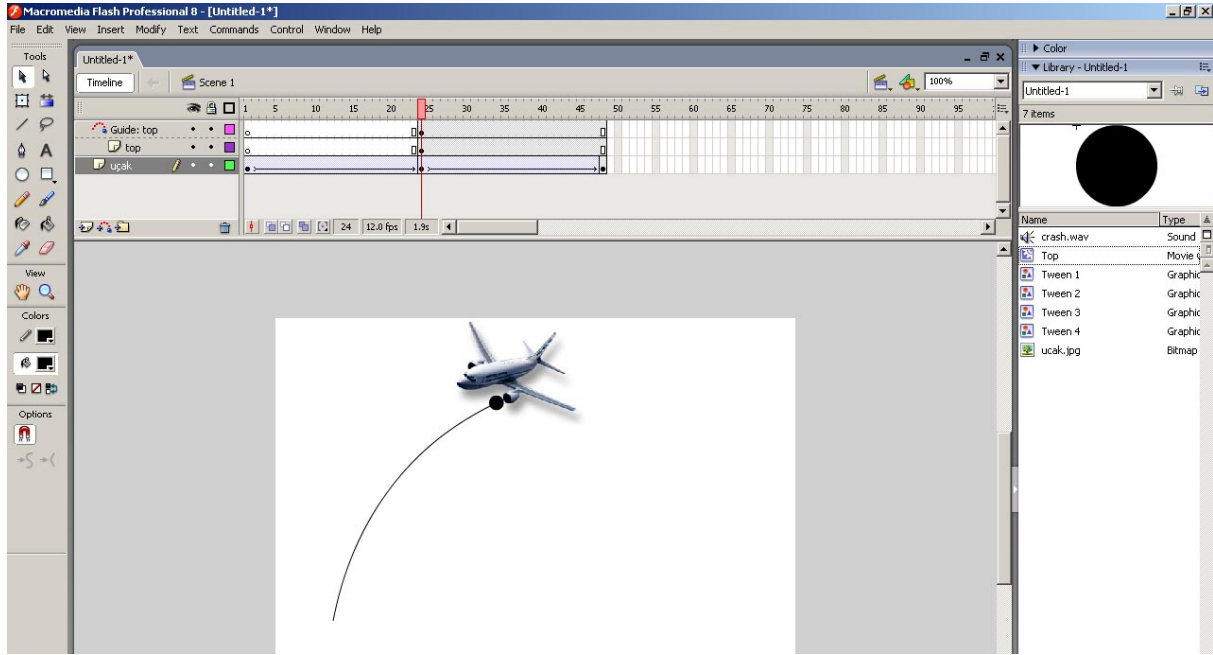 Macromedia Flash Professional 8 - [Untitled-1*]
File Edit View Insert Modify Text Commands Control Window Help
Tools
View
Colors
Options
Untitled-1*
Timeline Scene 1 100%
1 5 10 15 20 25 30 35 40 45 50 55 60 65 70 75 80 85 90 95
Guide: top
top
uçak
24 12.0 fps 1.9s
Color
Library - Untitled-1
Untitled-1
7 items
Name Type
crash.wav Sound
Top Movie
Tween 1 Graphic
Tween 2 Graphic
Tween 3 Graphic
Tween 4 Graphic
ucak.jpg Bitmap